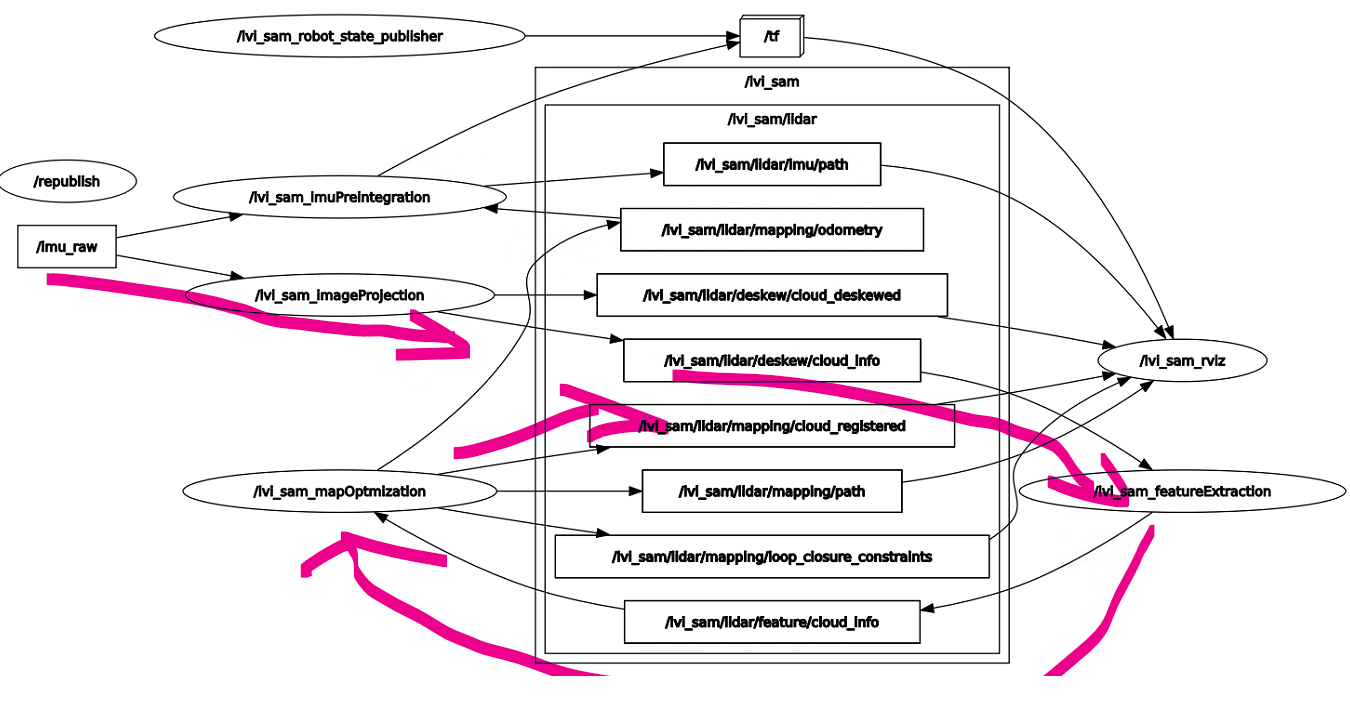 /lvi_sam_robot_state_publisher
/tf
/lvi_sam
/lvi_sam/lidar
/lvi_sam/lidar/imu/path
/republish
/lvi_sam_imuPreintegration
/lvi_sam/lidar/mapping/odometry
/imu_raw
/lvi_sam_imageProjection
/lvi_sam/lidar/deskew/cloud_deskewed
/lvi_sam/lidar/deskew/cloud_info
/lvi_sam_rviz
/lvi_sam/lidar/mapping/cloud_registered
/lvi_sam_mapOptmization
/lvi_sam/lidar/mapping/path
/lvi_sam_featureExtraction
/lvi_sam/lidar/mapping/loop_closure_constraints
/lvi_sam/lidar/feature/cloud_info